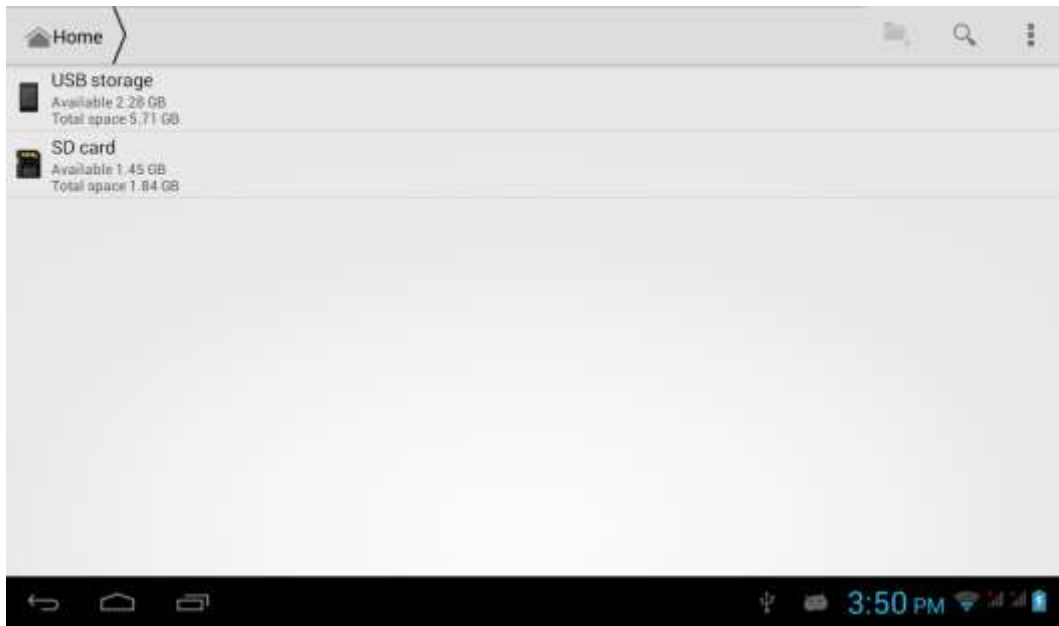 Home
USB storage
Available 2.28 GB
Total space 5.71 GB
SD card
Available 1.45 GB
Total space 1.84 GB
3:50 PM